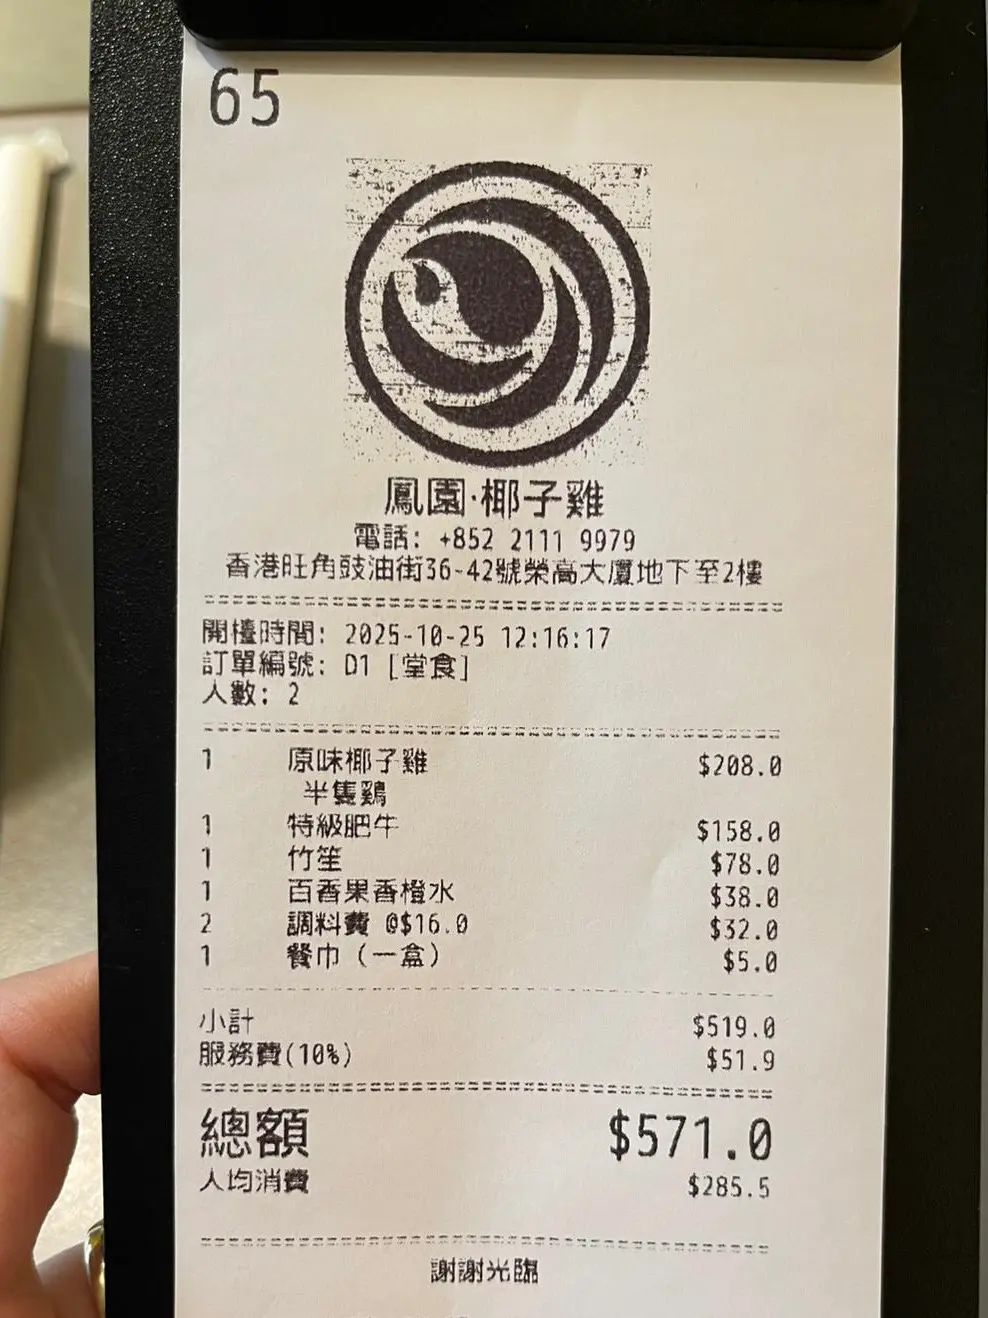 65
鳳園·椰子雞
電話: +852 2111 9979
香港旺角豉油街36-42號榮高大廈地下至2樓
開檯時間: 2025-10-25 12:16:17
訂單編號: D1 [堂食]
人數: 2
1 原味椰子雞 $208.0
半隻鷄
1 特級肥牛 $158.0
1 竹笙 $78.0
1 百香果香橙水 $38.0
2 調料費 @$16.0 $32.0
1 餐巾（一盒） $5.0
小計 $519.0
服務費(10%) $51.9
總額 $571.0
人均消費 $285.5
謝謝光臨